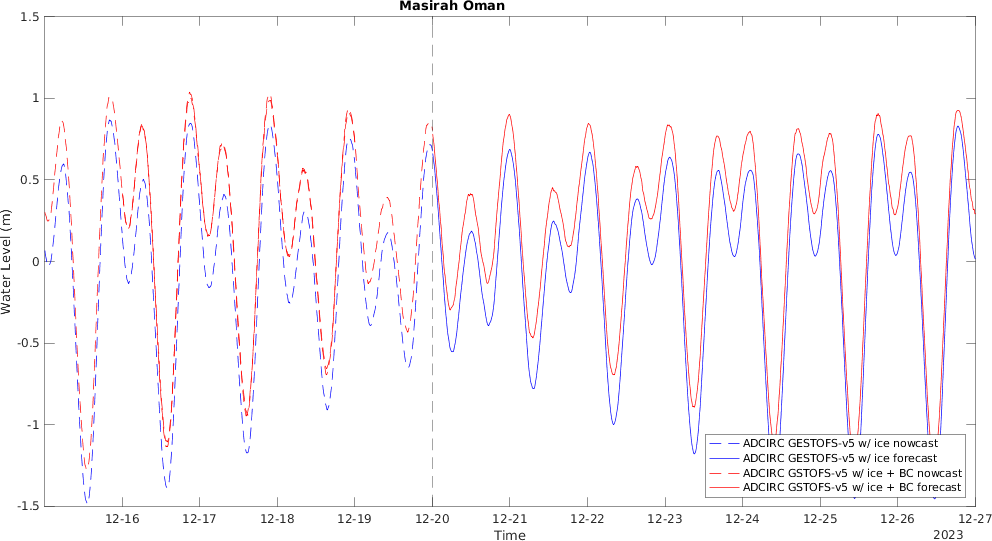 Masirah Oman
1.5
1
0.5
0
-0.5
-1
-1.5
Water Level (m)
12-16 12-17 12-18 12-19 12-20 12-21 12-22 12-23 12-24 12-25 12-26 12-27
Time
2023
ADCIRC GESTOFS-v5 w/ ice nowcast
ADCIRC GESTOFS-v5 w/ ice forecast
ADCIRC GSTOFS-v5 w/ ice + BC nowcast
ADCIRC GSTOFS-v5 w/ ice + BC forecast